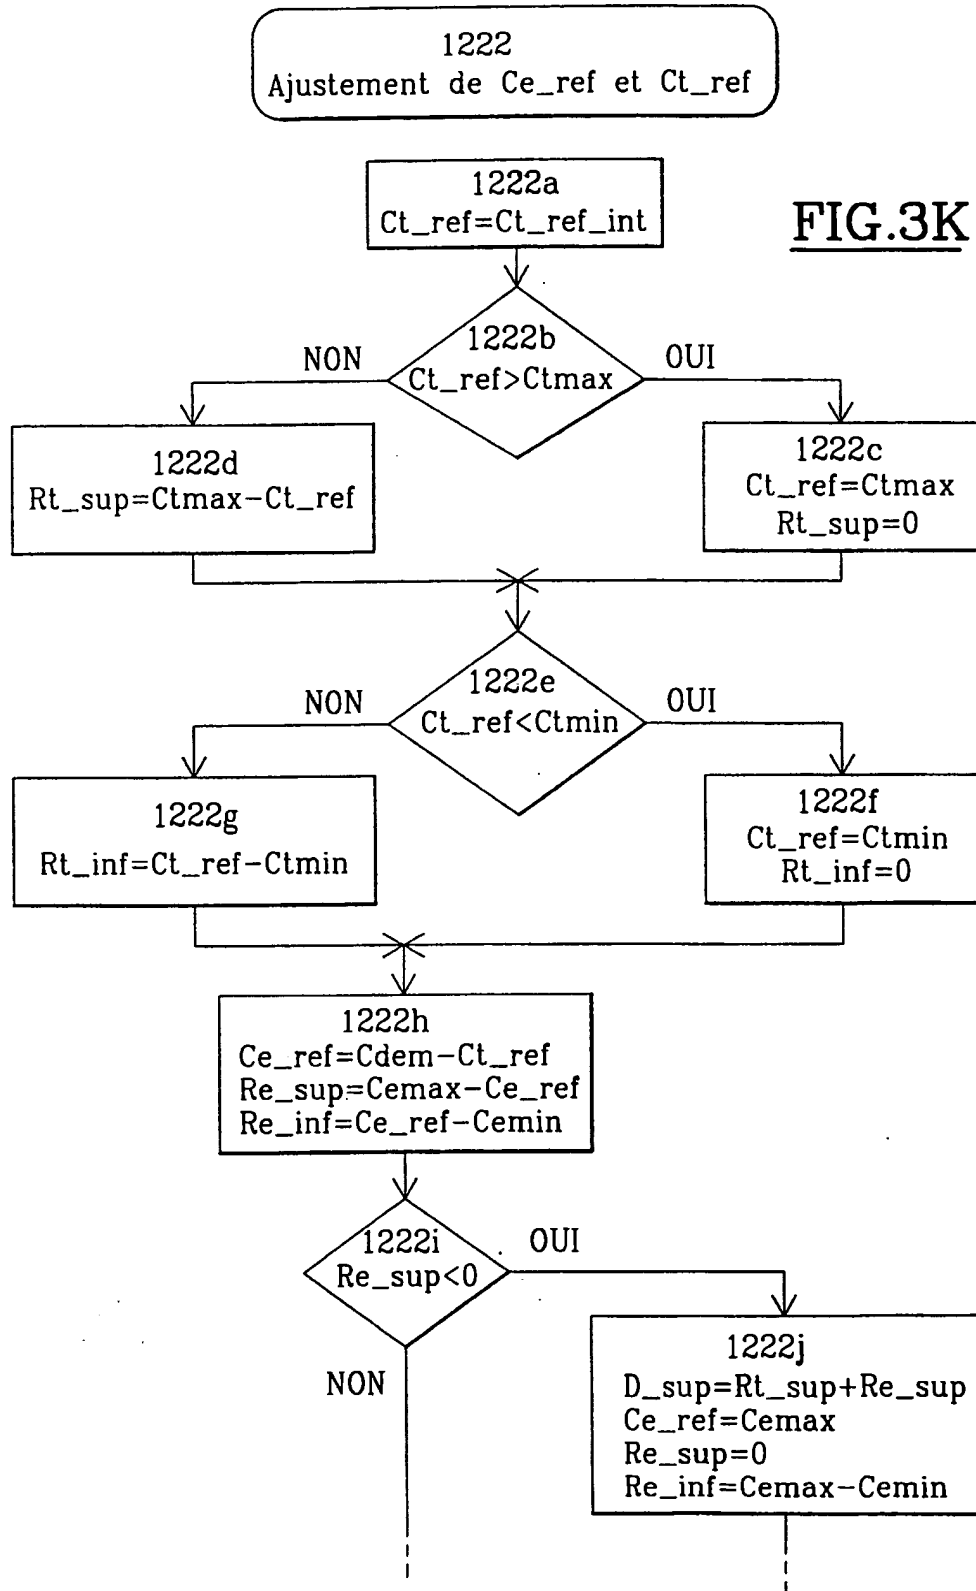 1222
Ajustement de Ce_ref et Ct_ref
1222a
Ct_ref=Ct_ref_int
FIG.3K
1222b
Ct_ref>Ctmax
NON
OUI
1222d
Rt_sup=Ctmax-Ct_ref
1222c
Ct_ref=Ctmax
Rt_sup=0
1222e
Ct_ref<Ctmin
NON
OUI
1222g
Rt_inf=Ct_ref-Ctmin
1222f
Ct_ref=Ctmin
Rt_inf=0
1222h
Ce_ref=Cdem-Ct_ref
Re_sup=Cemax-Ce_ref
Re_inf=Ce_ref-Cemin
1222i
Re_sup<0
OUI
NON
1222j
D_sup=Rt_sup+Re_sup
Ce_ref=Cemax
Re_sup=0
Re_inf=Cemax-Cemin